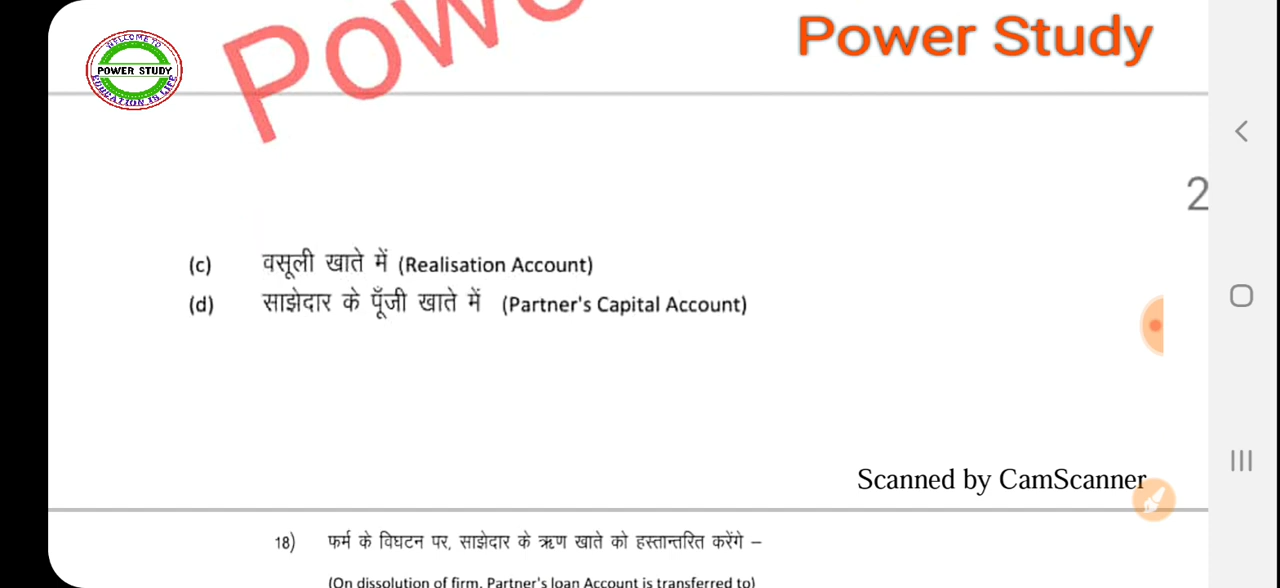 Powe
Power Study
WELCOME TO
POWER STUDY
EDUCATION IS LIFE
2
(c) वसूली खाते में (Realisation Account)
(d) साझेदार के पूँजी खाते में (Partner's Capital Account)
Scanned by CamScanner
18) फर्म के विघटन पर, साझेदार के ऋण खाते को हस्तान्तरित करेंगे –
(On dissolution of firm, Partner's loan Account is transferred to)